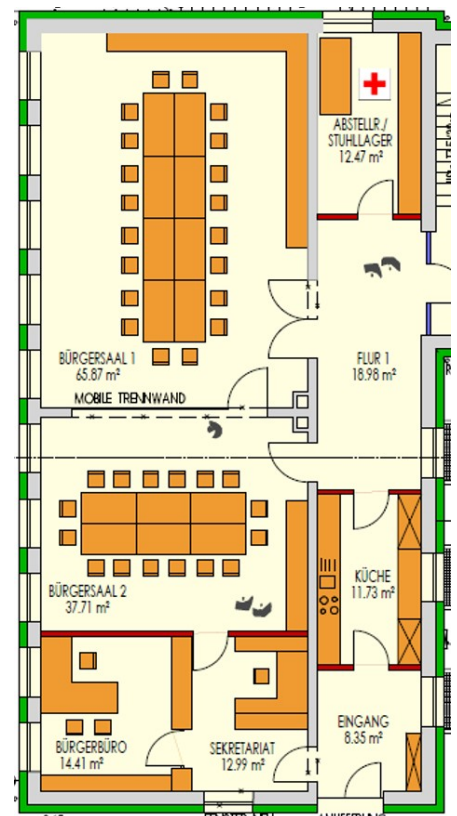 ABSTELLR./
STUHLLAGER
12.47 m²
BÜRGERSAAL 1
65.87 m²
FLUR 1
18.98 m²
MOBILE TRENNWAND
BÜRGERSAAL 2
37.71 m²
KÜCHE
11.73 m²
BÜRGERBÜRO
14.41 m²
SEKRETARIAT
12.99 m²
EINGANG
8.35 m²